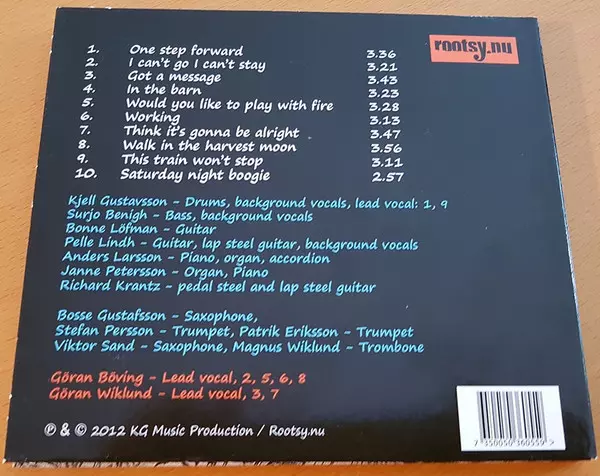 rootsy.nu
1. One step forward 3.36
2. I can't go I can't stay 3.21
3. Got a message 3.43
4. In the barn 3.23
5. Would you like to play with fire 3.28
6. Working 3.13
7. Think it's gonna be alright 3.47
8. Walk in the harvest moon 3.56
9. This train won't stop 3.11
10. Saturday night boogie 2.57
Kjell Gustavsson - Drums, background vocals, lead vocal: 1, 9
Surjo Benigh - Bass, background vocals
Bonne Löfman - Guitar
Pelle Lindh - Guitar, lap steel guitar, background vocals
Anders Larsson - Piano, organ, accordion
Janne Petersson - Organ, Piano
Richard Krantz - pedal steel and lap steel guitar
Bosse Gustafsson - Saxophone,
Stefan Persson - Trumpet, Patrik Eriksson - Trumpet
Viktor Sand - Saxophone, Magnus Wiklund - Trombone
Göran Böving - Lead vocal, 2, 5, 6, 8
Göran Wiklund - Lead vocal, 3, 7
℗ & © 2012 KG Music Production / Rootsy.nu
7 350050 360559 >